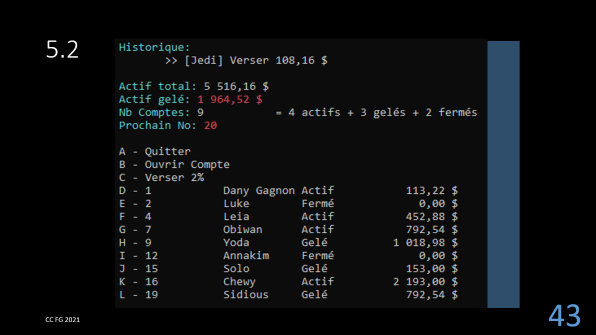 5.2
Historique:
>> [Jedi] Verser 108,16 $
Actif total: 5 516,16 $
Actif gelé: 1 964,52 $
Nb Comptes: 9 = 4 actifs + 3 gelés + 2 fermés
Prochain No: 20
A - Quitter
B - Ouvrir Compte
C - Verser 2%
D - 1 Dany Gagnon Actif 113,22 $
E - 2 Luke Fermé 0,00 $
F - 4 Leia Actif 452,88 $
G - 7 Obiwan Actif 792,54 $
H - 9 Yoda Gelé 1 018,98 $
I - 12 Annakim Fermé 0,00 $
J - 15 Solo Gelé 153,00 $
K - 16 Chewy Actif 2 193,00 $
L - 19 Sidious Gelé 792,54 $
CC FG 2021
43